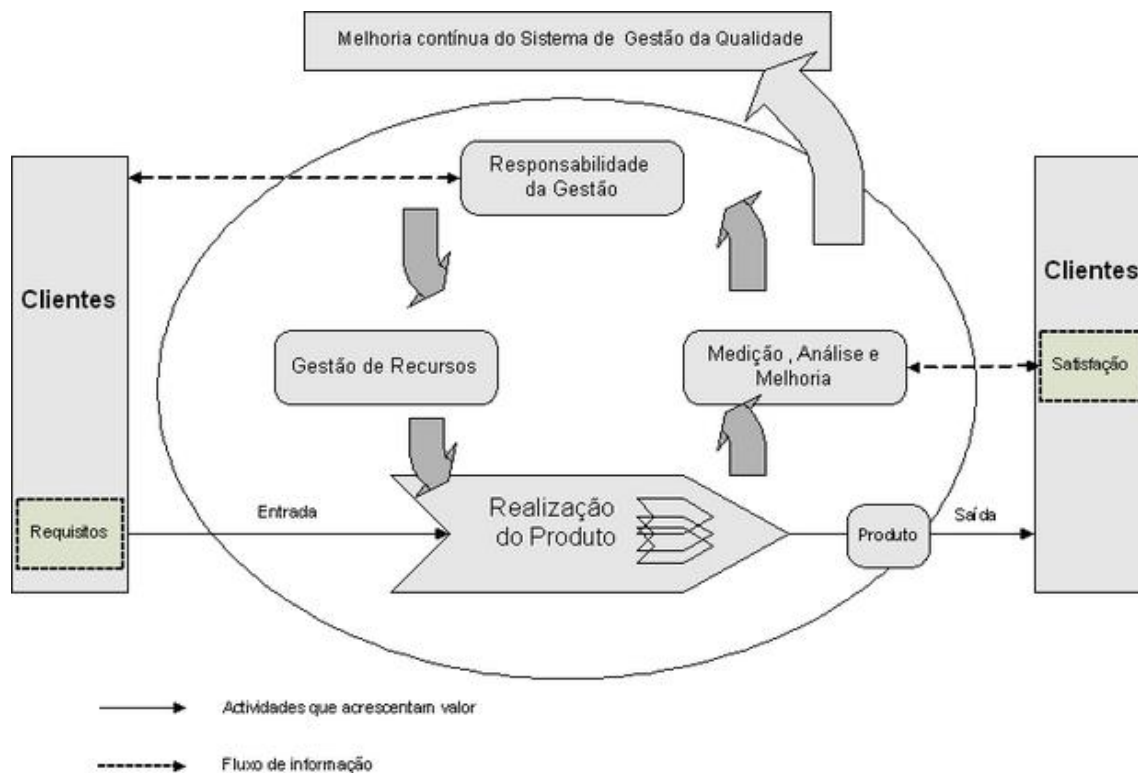 Melhoria contínua do Sistema de Gestão da Qualidade
Responsabilidade
da Gestão
Clientes
Clientes
Gestão de Recursos
Medição , Análise e
Melhoria
Satisfação
Requisitos
Entrada
Realização
do Produto
Produto
Saída
Actividades que acrescentam valor
Fluxo de informação